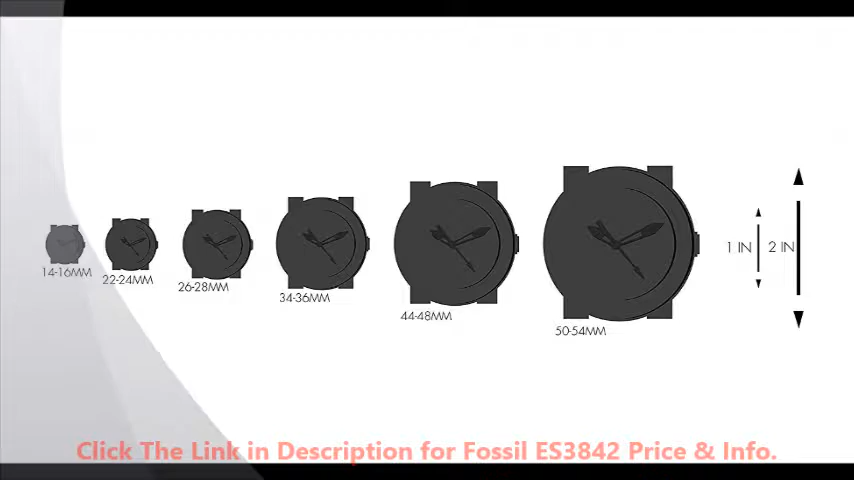 14-16MM
22-24MM
26-28MM
34-36MM
44-48MM
50-54MM
1 IN
2 IN
Click The Link in Description for Fossil ES3842 Price & Info.